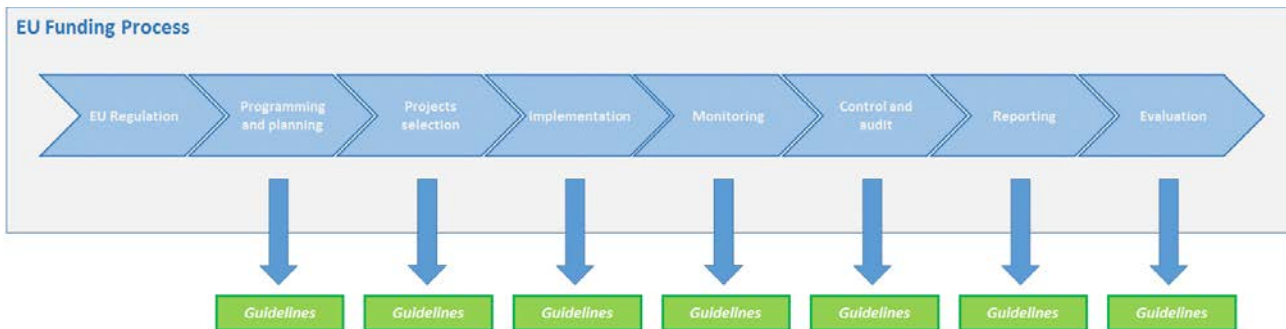 EU Funding Process
EU Regulation
Programming
and planning
Projects
selection
Implementation
Monitoring
Control and
audit
Reporting
Evaluation
Guidelines
Guidelines
Guidelines
Guidelines
Guidelines
Guidelines
Guidelines